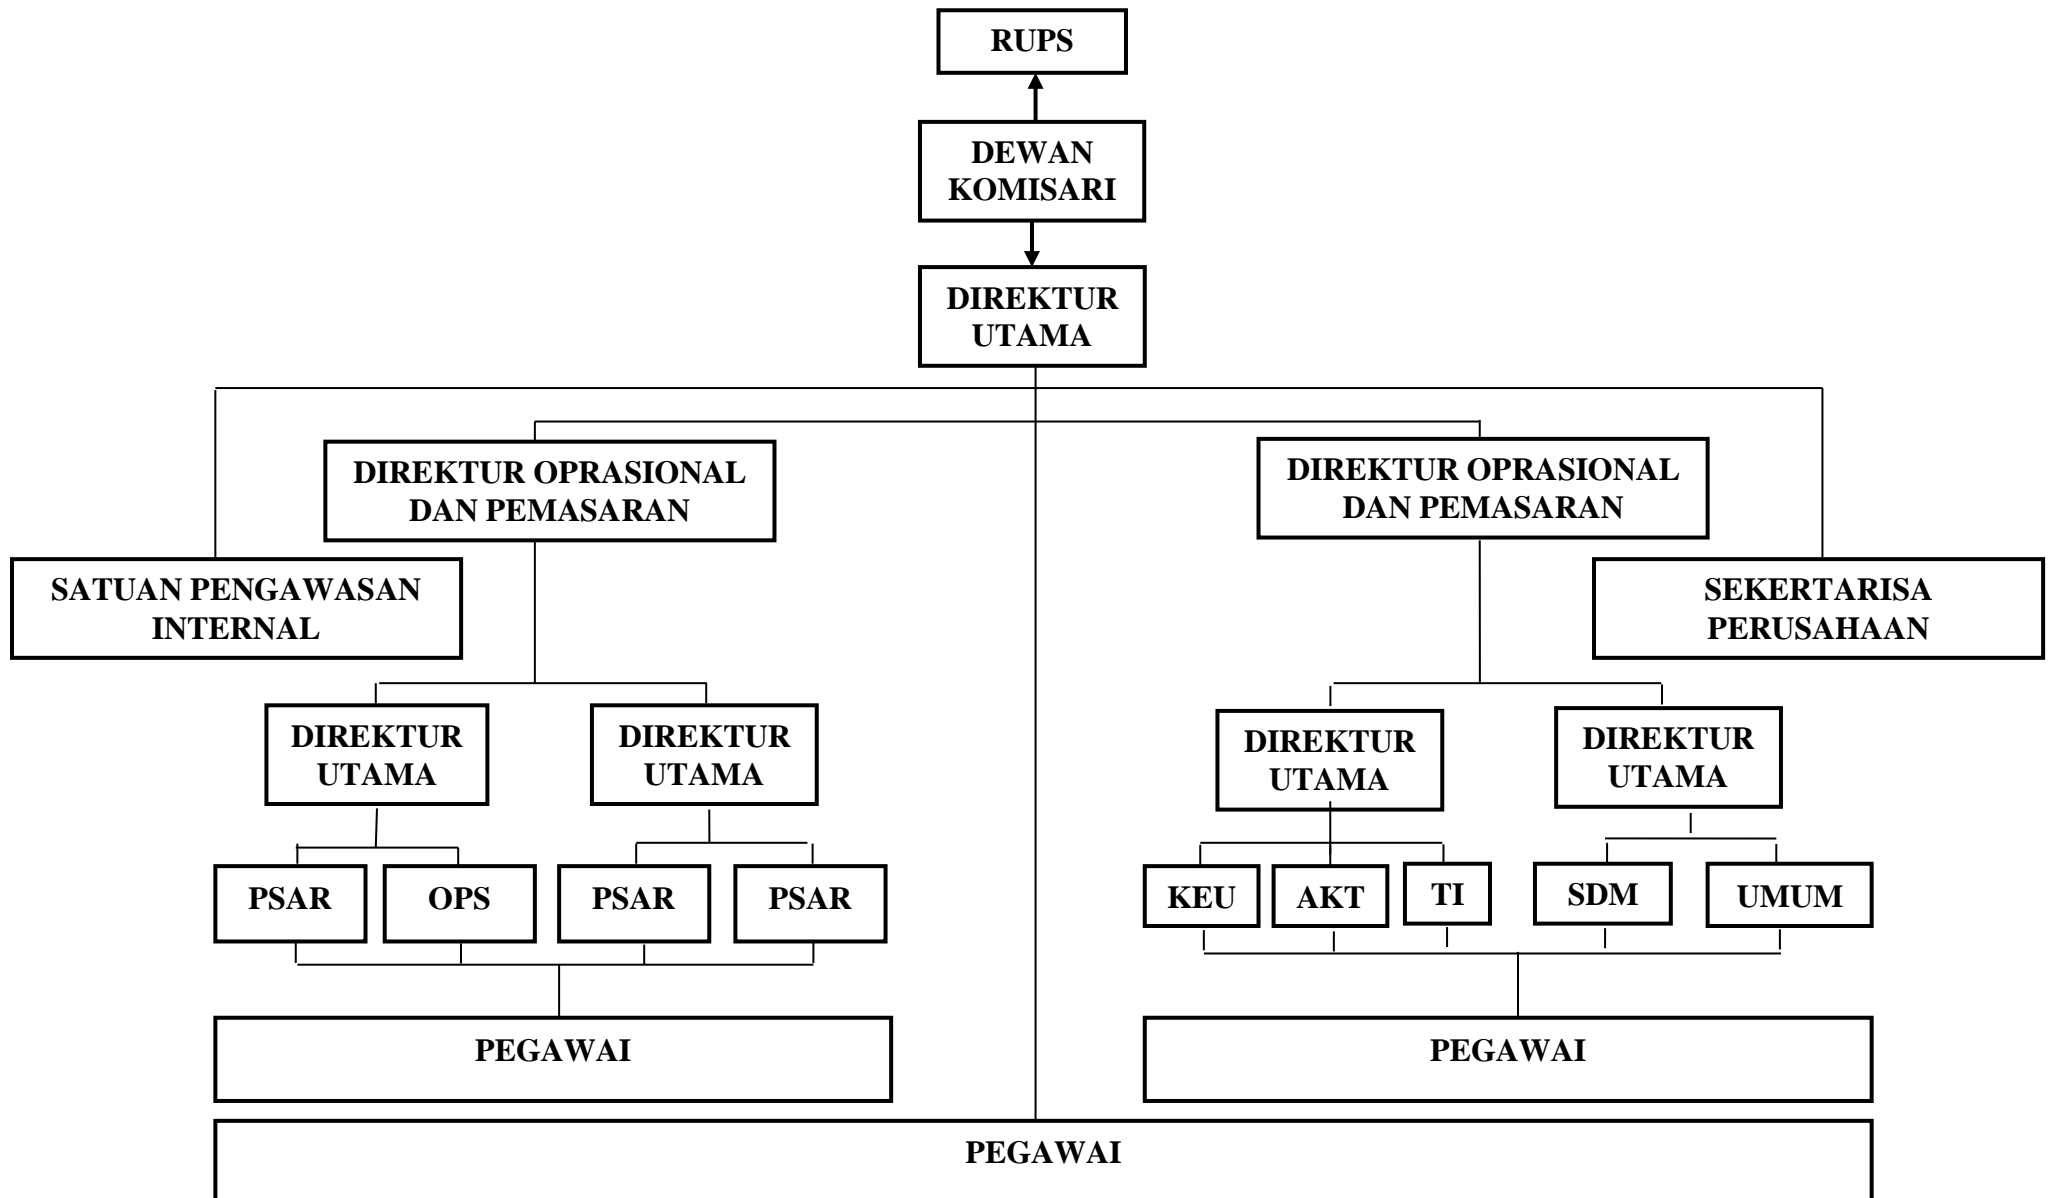 RUPS
DEWAN
KOMISARI
DIREKTUR
UTAMA
DIREKTUR OPRASIONAL
DAN PEMASARAN
DIREKTUR OPRASIONAL
DAN PEMASARAN
SATUAN PENGAWASAN
INTERNAL
SEKERTARISA
PERUSAHAAN
DIREKTUR
UTAMA
DIREKTUR
UTAMA
DIREKTUR
UTAMA
DIREKTUR
UTAMA
PSAR
OPS
PSAR
PSAR
KEU
AKT
TI
SDM
UMUM
PEGAWAI
PEGAWAI
PEGAWAI